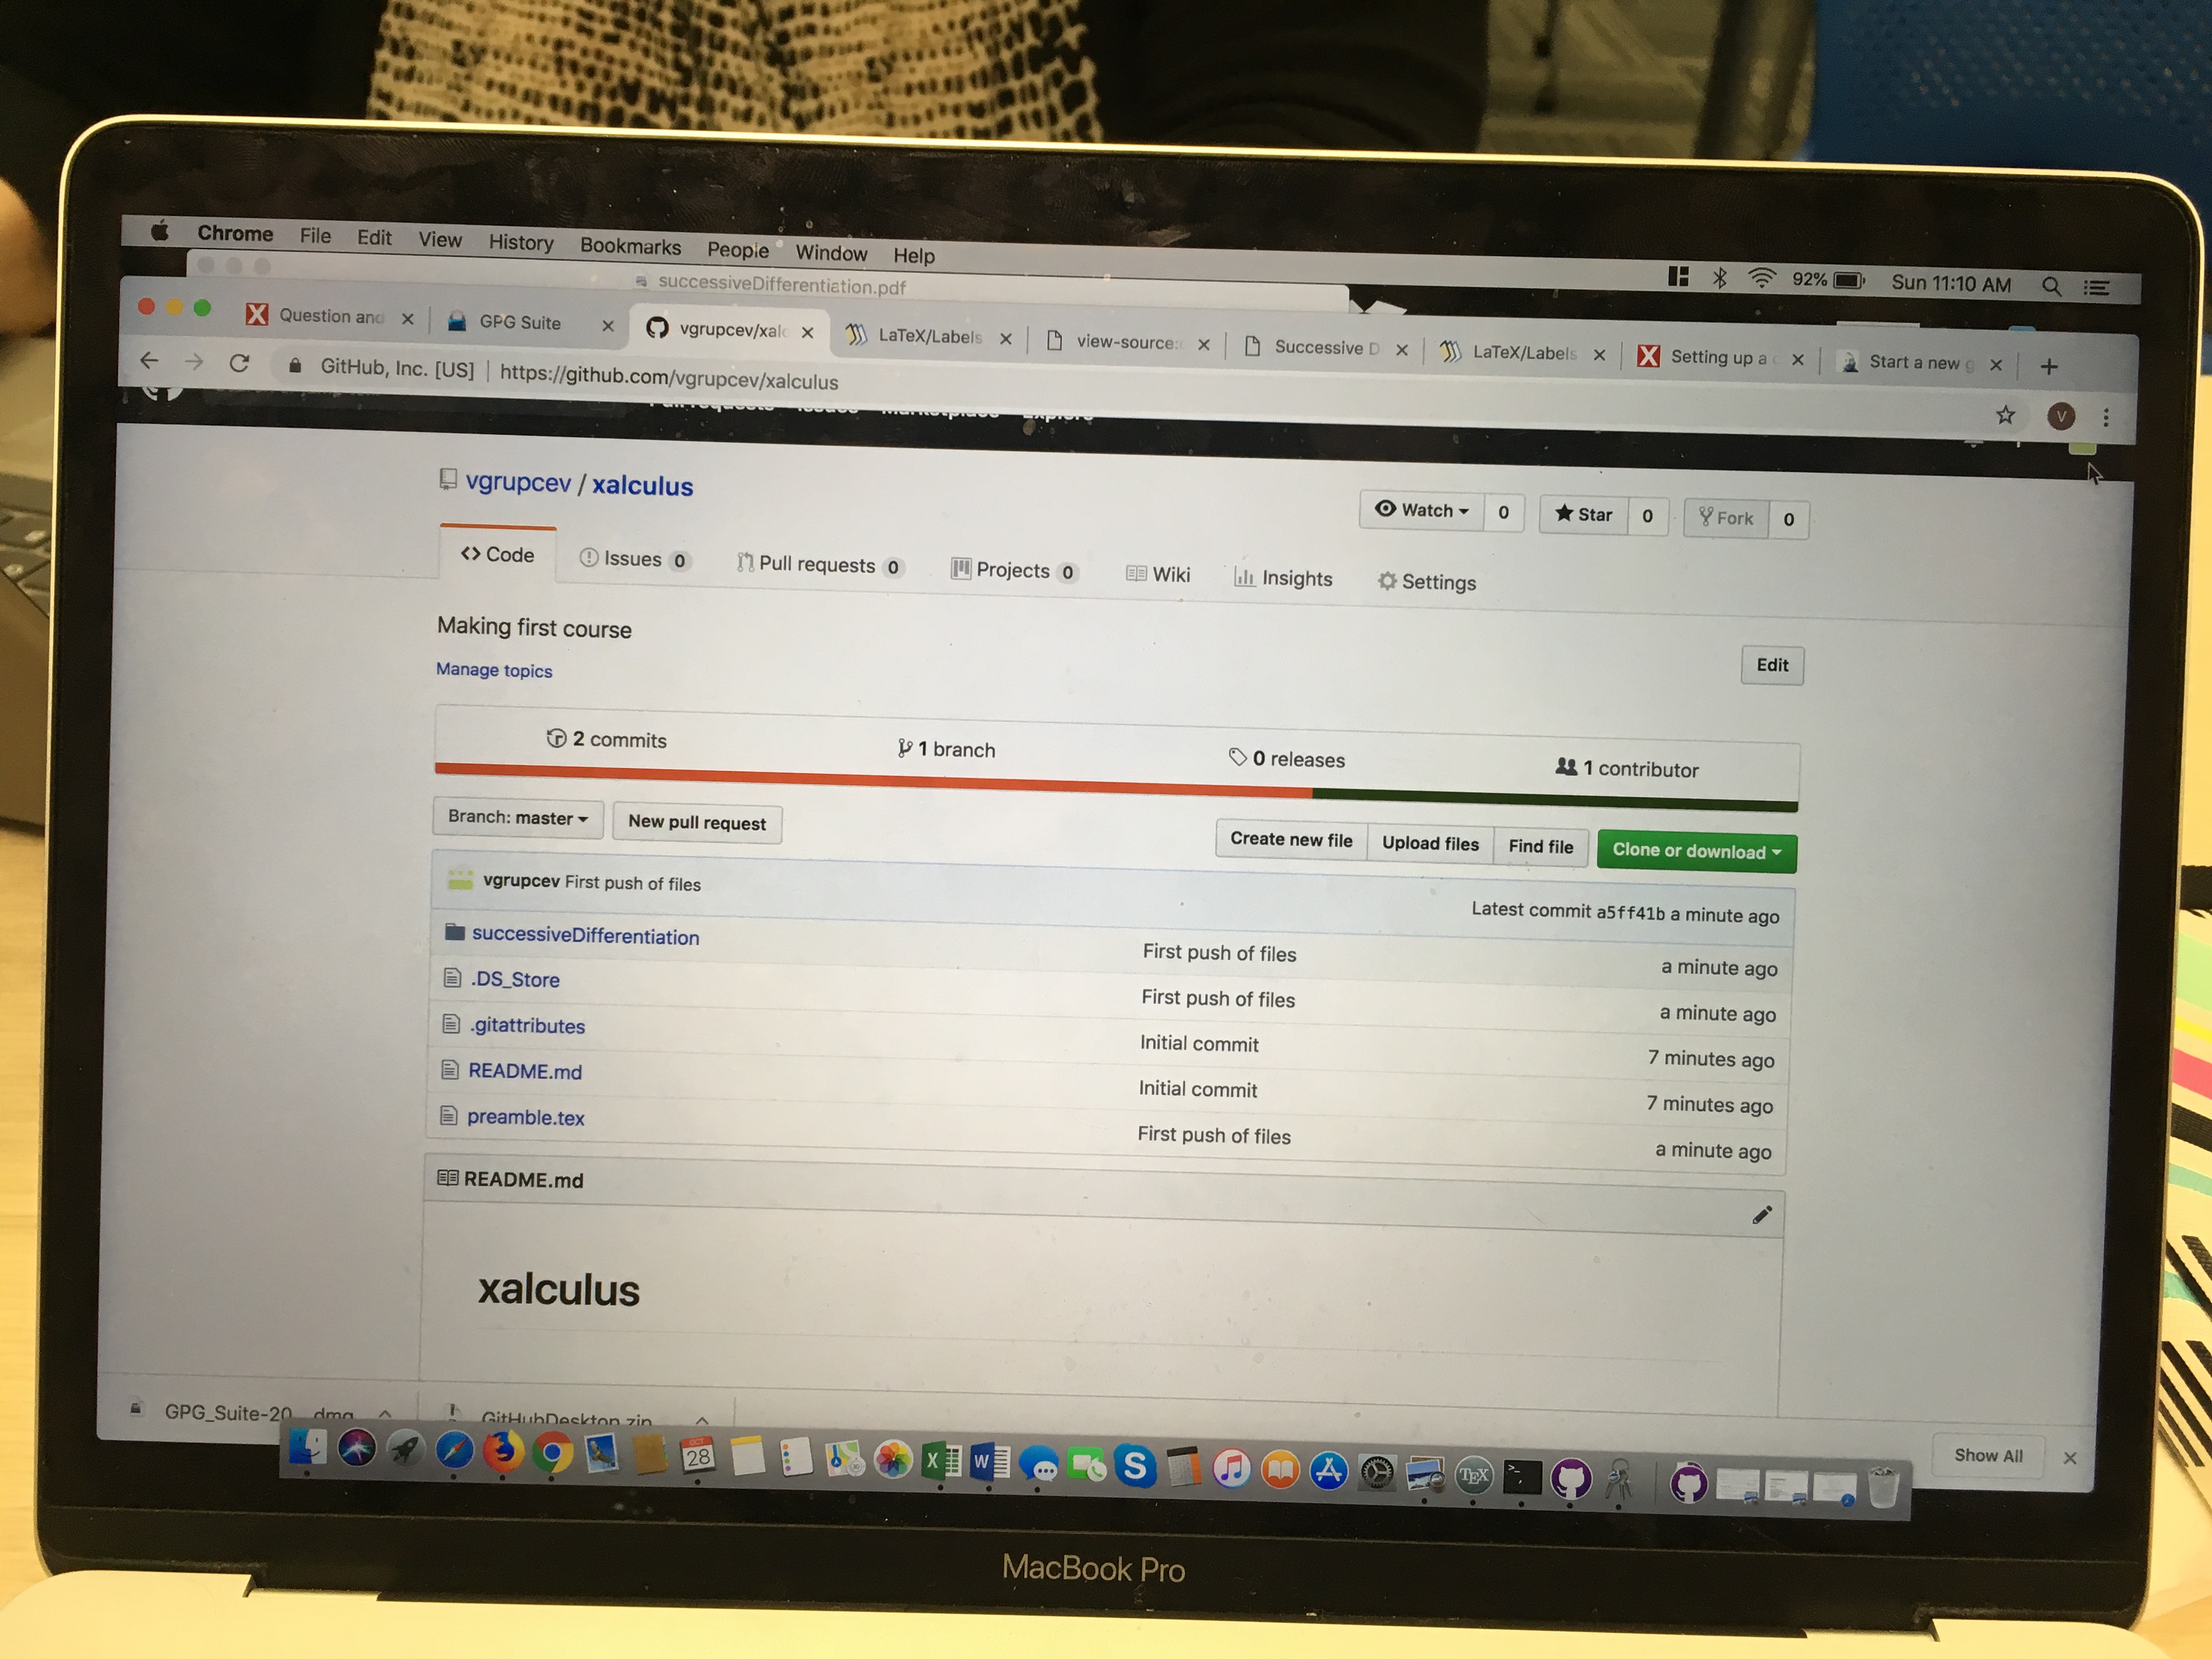 Chrome File Edit View History Bookmarks People Window Help 92% Sun 11:10 AM
successiveDifferentiation.pdf
Question and GPG Suite vgrupcev/xalc LaTeX/Labels view-source: Successive D LaTeX/Labels Setting up a Start a new g
GitHub, Inc. [US] | https://github.com/vgrupcev/xalculus
V
vgrupcev / xalculus
Watch 0 Star 0 Fork 0
Code Issues 0 Pull requests 0 Projects 0 Wiki Insights Settings
Making first course
Edit
Manage topics
2 commits 1 branch 0 releases 1 contributor
Branch: master New pull request Create new file Upload files Find file Clone or download
vgrupcev First push of files Latest commit a5ff41b a minute ago
successiveDifferentiation First push of files a minute ago
.DS_Store First push of files a minute ago
.gitattributes Initial commit 7 minutes ago
README.md Initial commit 7 minutes ago
preamble.tex First push of files a minute ago
README.md
xalculus
GPG_Suite-20....dmg GitHubDesktop.zip Show All
OCT
28
X W S TEX
MacBook Pro